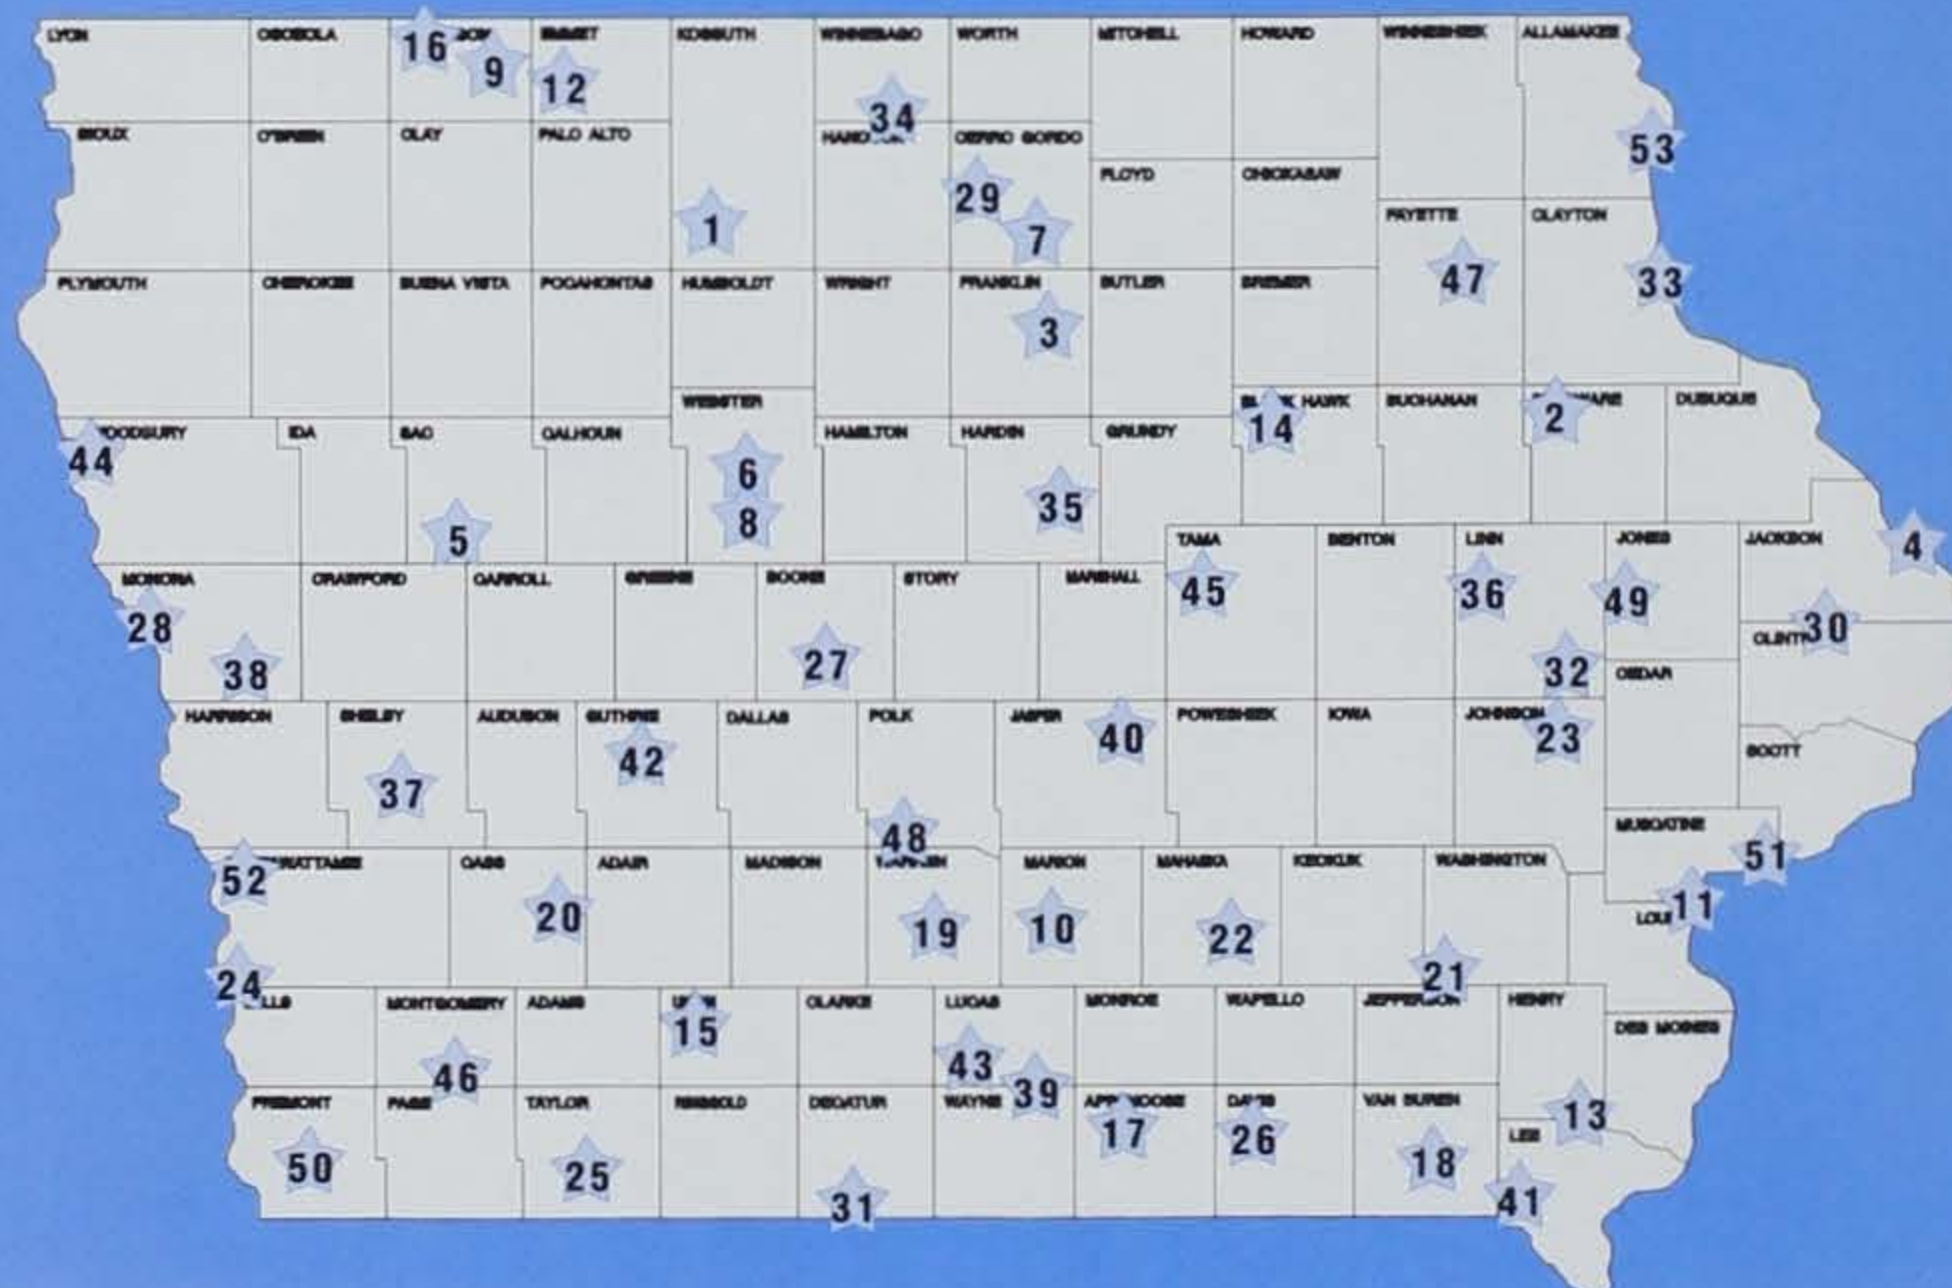 LYON OSCEOLA 16 9 EMMET KOSSUTH WINNEBAGO WORTH MITCHELL HOWARD WINNESHIEK ALLAMAKEE
12
34
SIOUX O'BRIEN CLAY PALO ALTO CERRO GORDO
53
FLOYD CHICKASAW
29
1
7
FAYETTE CLAYTON
47 33
PLYMOUTH CHEROKEE BUENA VISTA POCAHONTAS HUMBOLDT WRIGHT FRANKLIN BUTLER BREMER
3
WEBSTER HAWK BUCHANAN DUBUQUE
14 2
WOODSBURY IDA SAC CALHOUN HAMILTON HARDIN GRUNDY
44
6
35
8
5
TAMA BENTON LINN JONES JACKSON 4
MONONA CRAWFORD CARROLL GREENE BOONE STORY MARSHALL
45 36 49
28 30
38 27 32 CEDAR
HARRISON SHELBY AUDUBON GUTHRIE DALLAS POLK JASPER POWESHIEK IOWA JOHNSON
40 23
SCOTT
42
37
48
MUSCATINE
51
52 CASS ADAIR MADISON MARION MAHASKA KEOKUK WASHINGTON
11
20 19 10 22
21
24
MONTGOMERY ADAMS CLARKE LUCAS MONROE WAPELLO HENRY
15
DES MOINES
43
46
39
FREMONT PAGE TAYLOR RINGGOLD DECATUR WAYNE DAVIS VAN BUREN
13
17 26 LEE
50 25 18
31 41